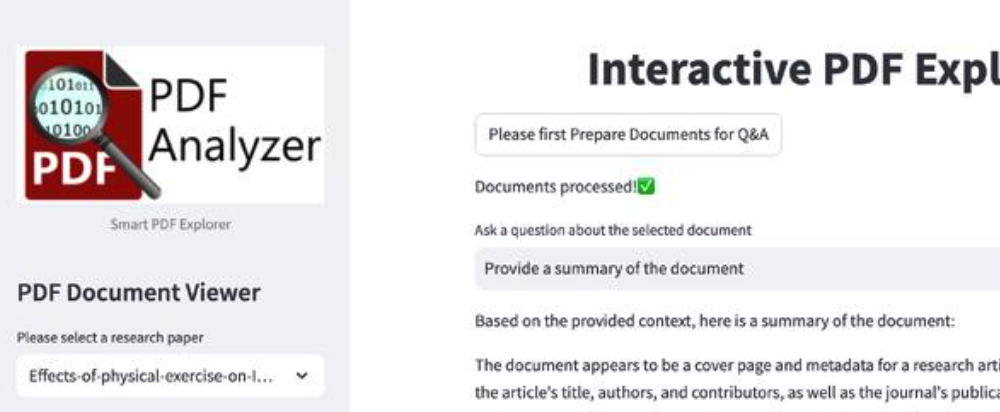 101011
010101
10100
PDF
PDF
Analyzer
Smart PDF Explorer
PDF Document Viewer
Please select a research paper
Effects-of-physical-exercise-on-l...
Interactive PDF Expl
Please first Prepare Documents for Q&A
Documents processed!✅
Ask a question about the selected document
Provide a summary of the document
Based on the provided context, here is a summary of the document:
The document appears to be a cover page and metadata for a research arti
the article's title, authors, and contributors, as well as the journal's publica